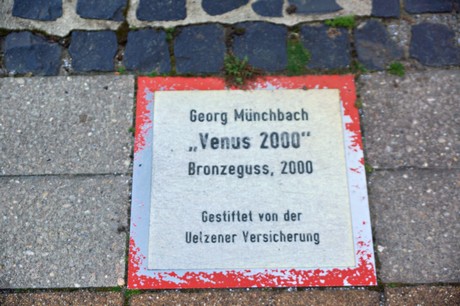 Georg Münchbach
„Venus 2000"
Bronzeguss, 2000
Gestiftet von der
Uelzener Versicherung